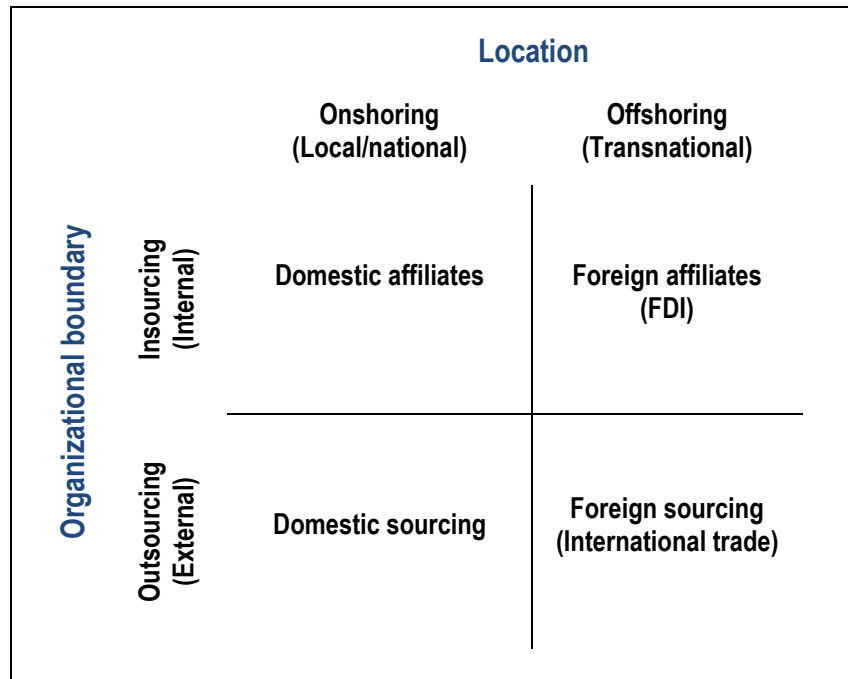 Location
Onshoring
(Local/national)
Offshoring
(Transnational)
Organizational boundary
Insourcing
(Internal)
Domestic affiliates
Foreign affiliates
(FDI)
Outsourcing
(External)
Domestic sourcing
Foreign sourcing
(International trade)